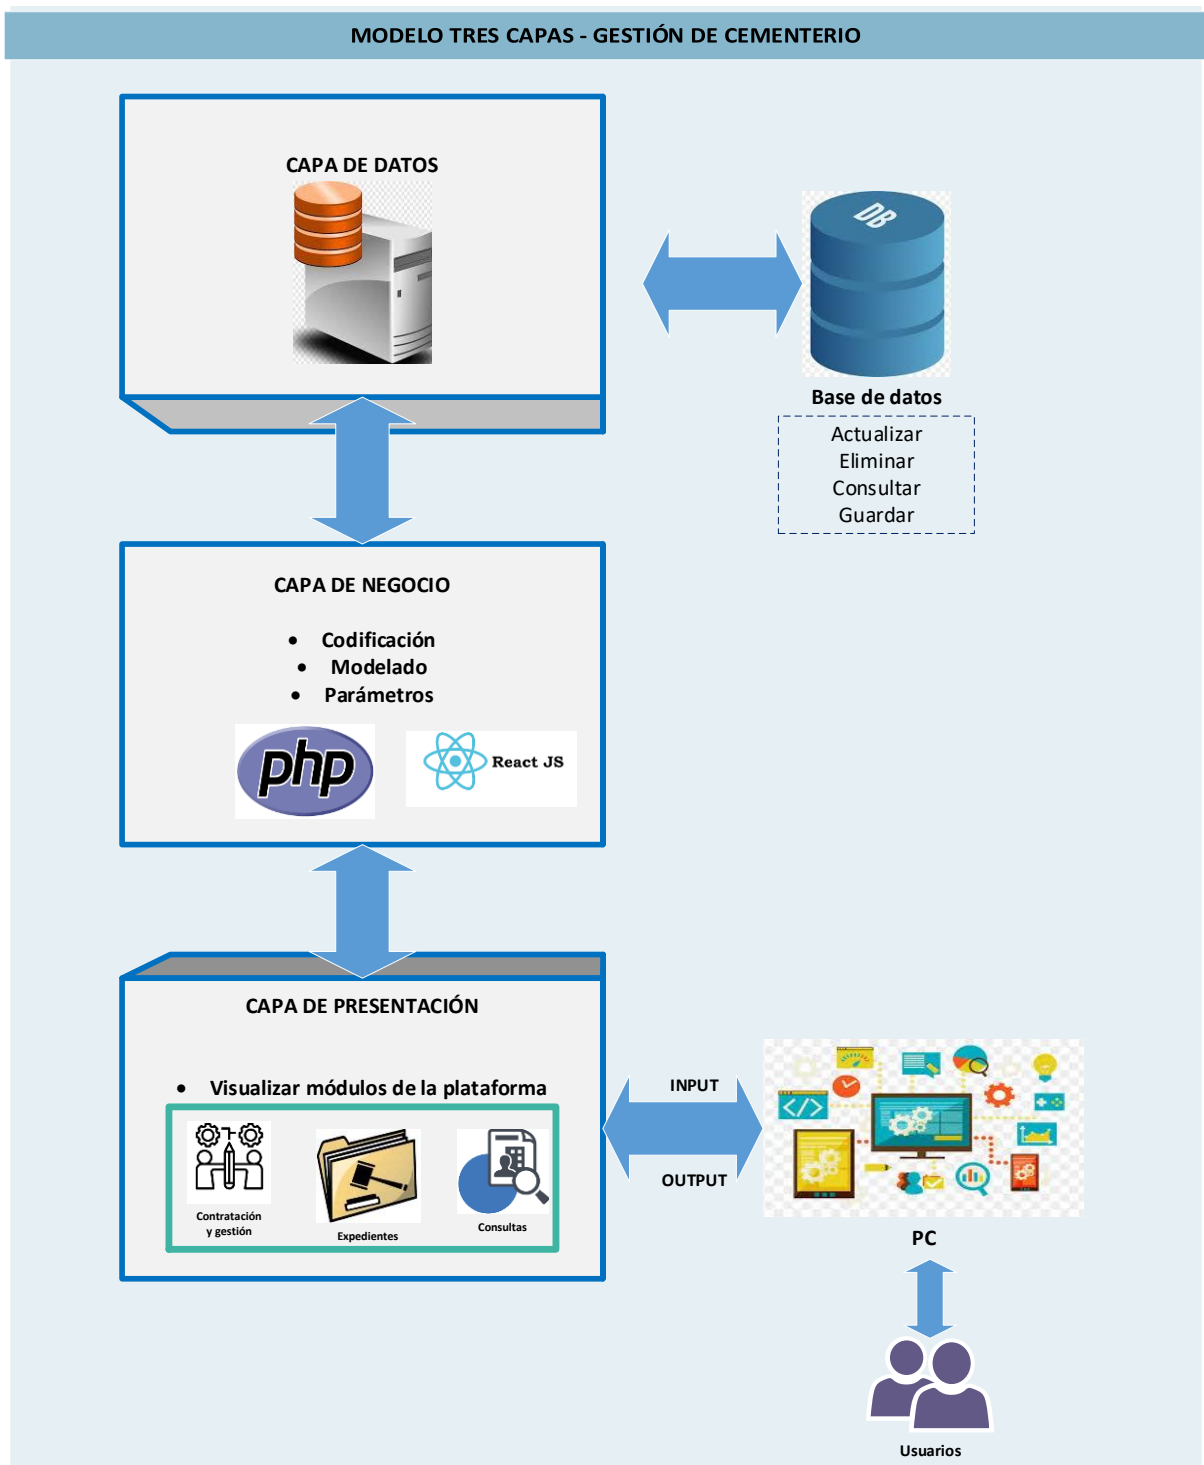 MODELO TRES CAPAS - GESTIÓN DE CEMENTERIO
CAPA DE DATOS
DB
Base de datos
Actualizar
Eliminar
Consultar
Guardar
CAPA DE NEGOCIO
• Codificación
• Modelado
• Parámetros
php
React JS
CAPA DE PRESENTACIÓN
• Visualizar módulos de la plataforma
Contratación
y gestión
Expedientes
Consultas
INPUT
OUTPUT
</>
PC
Usuarios